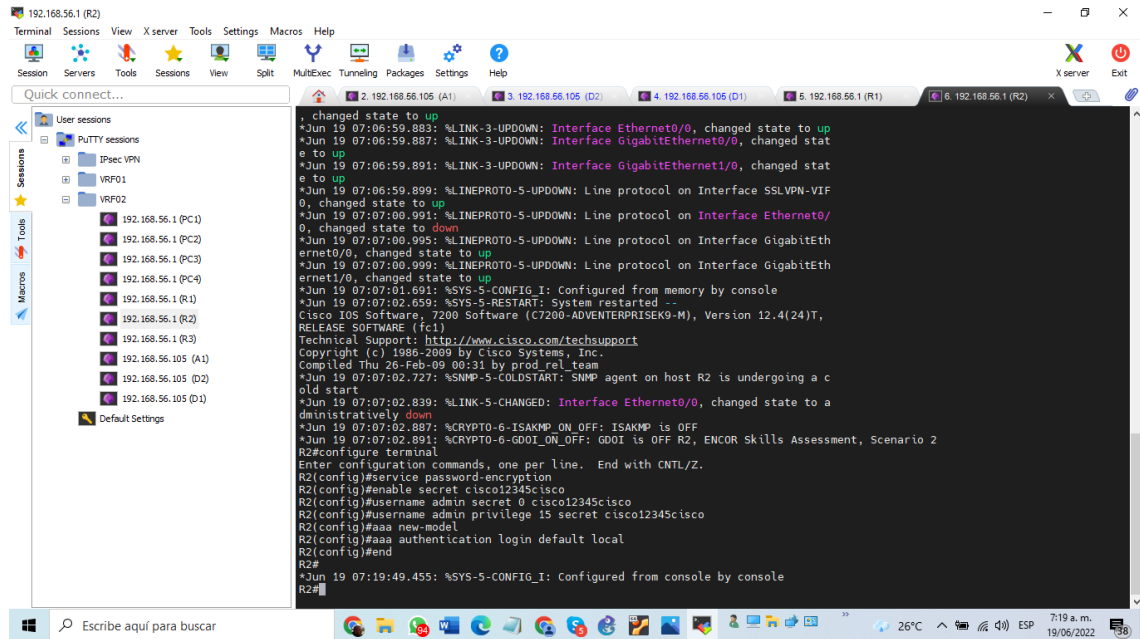 192.168.56.1 (R2)
Terminal Sessions View X server Tools Settings Macros Help
Session Servers Tools Sessions View Split MultiExec Tunneling Packages Settings Help X server Exit
Quick connect...
2. 192.168.56.105 (A1) 3. 192.168.56.105 (D2) 4. 192.168.56.105 (D1) 5. 192.168.56.1 (R1) 6. 192.168.56.1 (R2)
Sessions
Tools
Macros
User sessions
PuTTY sessions
IPsec VPN
VRF01
VRF02
192.168.56.1 (PC1)
192.168.56.1 (PC2)
192.168.56.1 (PC3)
192.168.56.1 (PC4)
192.168.56.1 (R1)
192.168.56.1 (R2)
192.168.56.1 (R3)
192.168.56.105 (A1)
192.168.56.105 (D2)
192.168.56.105 (D1)
Default Settings
, changed state to up
*Jun 19 07:06:59.883: %LINK-3-UPDOWN: Interface Ethernet0/0, changed state to up
*Jun 19 07:06:59.887: %LINK-3-UPDOWN: Interface GigabitEthernet0/0, changed stat
e to up
*Jun 19 07:06:59.891: %LINK-3-UPDOWN: Interface GigabitEthernet1/0, changed stat
e to up
*Jun 19 07:06:59.899: %LINEPROTO-5-UPDOWN: Line protocol on Interface SSLVPN-VIF
0, changed state to up
*Jun 19 07:07:00.991: %LINEPROTO-5-UPDOWN: Line protocol on Interface Ethernet0/
0, changed state to down
*Jun 19 07:07:00.995: %LINEPROTO-5-UPDOWN: Line protocol on Interface GigabitEth
ernet0/0, changed state to up
*Jun 19 07:07:00.999: %LINEPROTO-5-UPDOWN: Line protocol on Interface GigabitEth
ernet1/0, changed state to up
*Jun 19 07:07:01.691: %SYS-5-CONFIG_I: Configured from memory by console
*Jun 19 07:07:02.659: %SYS-5-RESTART: System restarted --
Cisco IOS Software, 7200 Software (C7200-ADVENTERPRISEK9-M), Version 12.4(24)T,
RELEASE SOFTWARE (fc1)
Technical Support: http://www.cisco.com/techsupport
Copyright (c) 1986-2009 by Cisco Systems, Inc.
Compiled Thu 26-Feb-09 00:31 by prod_rel_team
*Jun 19 07:07:02.727: %SNMP-5-COLDSTART: SNMP agent on host R2 is undergoing a c
old start
*Jun 19 07:07:02.839: %LINK-5-CHANGED: Interface Ethernet0/0, changed state to a
dministratively down
*Jun 19 07:07:02.887: %CRYPTO-6-ISAKMP_ON_OFF: ISAKMP is OFF
*Jun 19 07:07:02.891: %CRYPTO-6-GDOI_ON_OFF: GDOI is OFF R2, ENCOR Skills Assessment, Scenario 2
R2#configure terminal
Enter configuration commands, one per line. End with CNTL/Z.
R2(config)#service password-encryption
R2(config)#enable secret cisco12345cisco
R2(config)#username admin secret 0 cisco12345cisco
R2(config)#username admin privilege 15 secret cisco12345cisco
R2(config)#aaa new-model
R2(config)#aaa authentication login default local
R2(config)#end
R2#
*Jun 19 07:19:49.455: %SYS-5-CONFIG_I: Configured from console by console
R2#
Escribe aquí para buscar
94
26°C
ESP
7:19 a. m.
19/06/2022
38